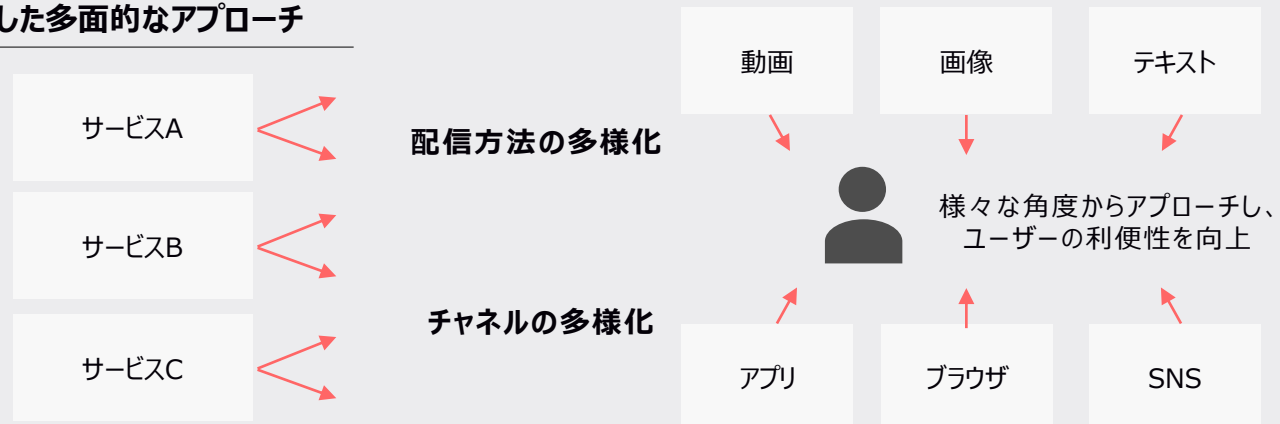 した多面的なアプローチ
サービスA
サービスB
サービスC
配信方法の多様化
チャネルの多様化
動画
画像
テキスト
様々な角度からアプローチし、
ユーザーの利便性を向上
アプリ
ブラウザ
SNS